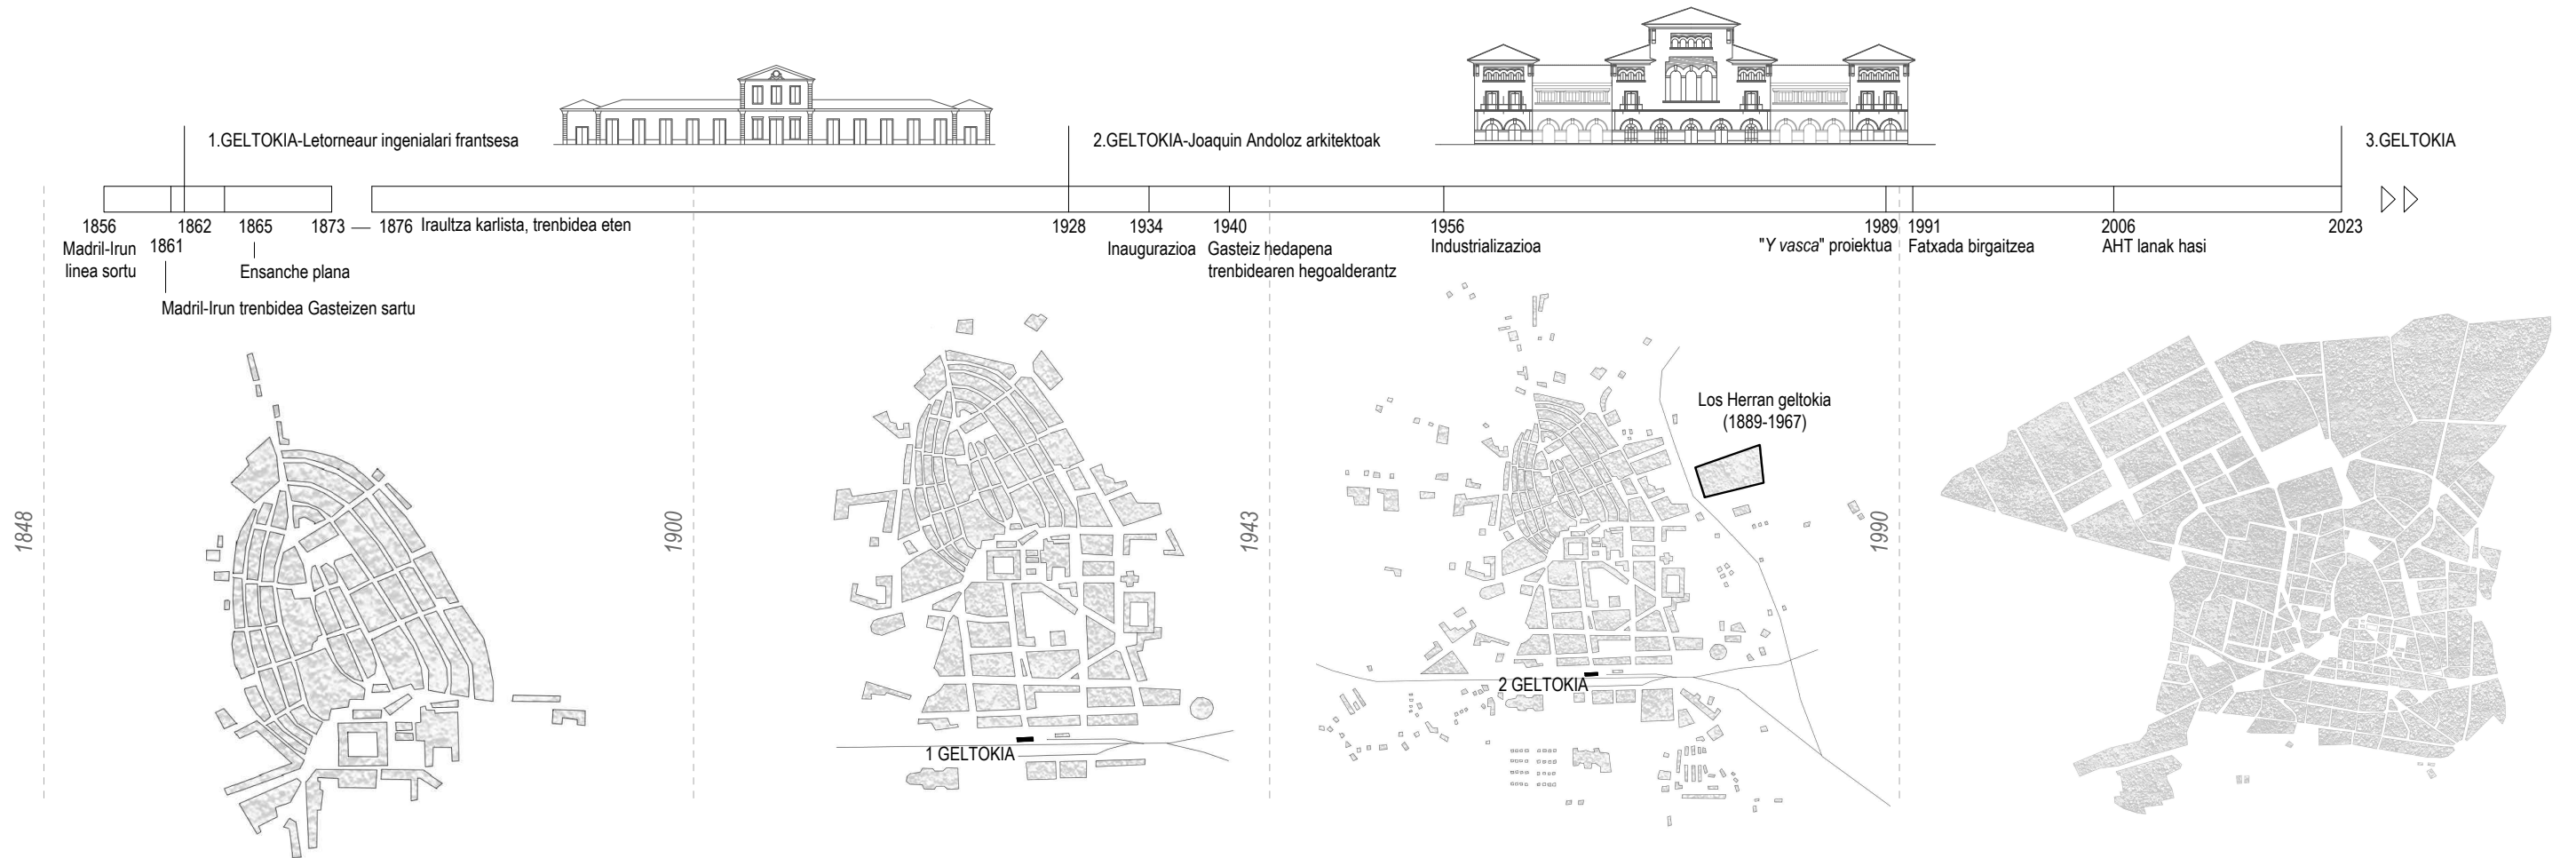 1.GELTOKIA-Letorneaur ingenialari frantsesa
2.GELTOKIA-Joaquin Andoloz arkitektoak
3.GELTOKIA
1856
Madril-Irun
linea sortu
1861
Madril-Irun trenbidea Gasteizen sartu
1862
1865
Ensanche plana
1873 — 1876 Iraultza karlista, trenbidea eten
1928
1934
Inaugurazioa
1940
Gasteiz hedapena
trenbidearen hegoalderantz
1956
Industrializazioa
1989
"Y vasca" proiektua
1991
Fatxada birgaitzea
2006
AHT lanak hasi
2023
1848
1900
1943
1990
1 GELTOKIA
2 GELTOKIA
Los Herran geltokia
(1889-1967)